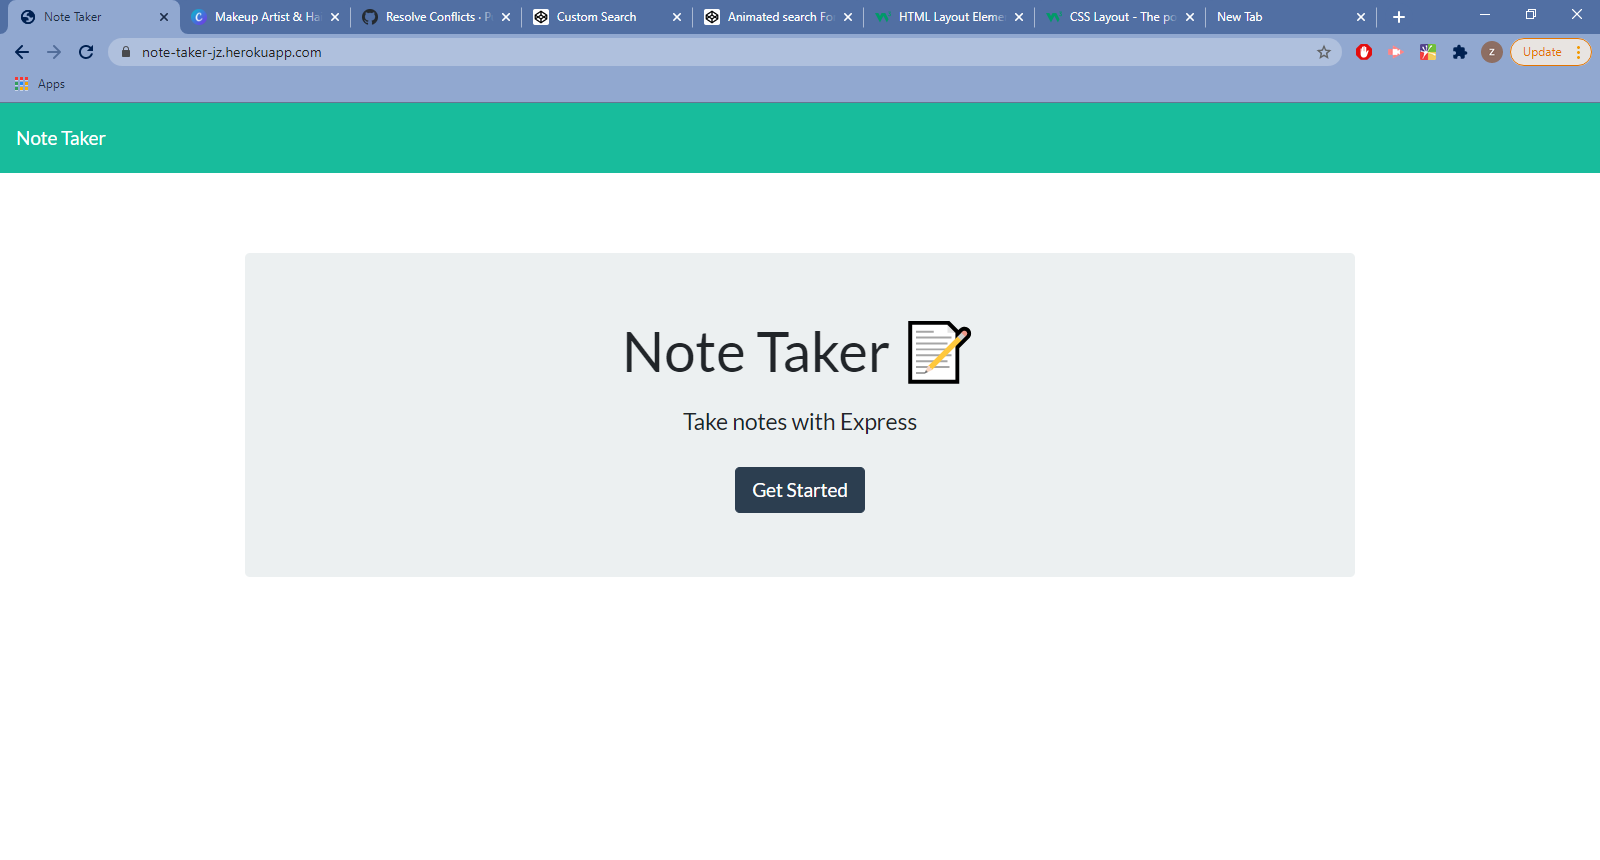 Note Taker
Makeup Artist & Ha
Resolve Conflicts · P
Custom Search
Animated search Fo
HTML Layout Eleme
CSS Layout - The po
New Tab
note-taker-jz.herokuapp.com
z
Update
Apps
Note Taker
Note Taker
Take notes with Express
Get Started